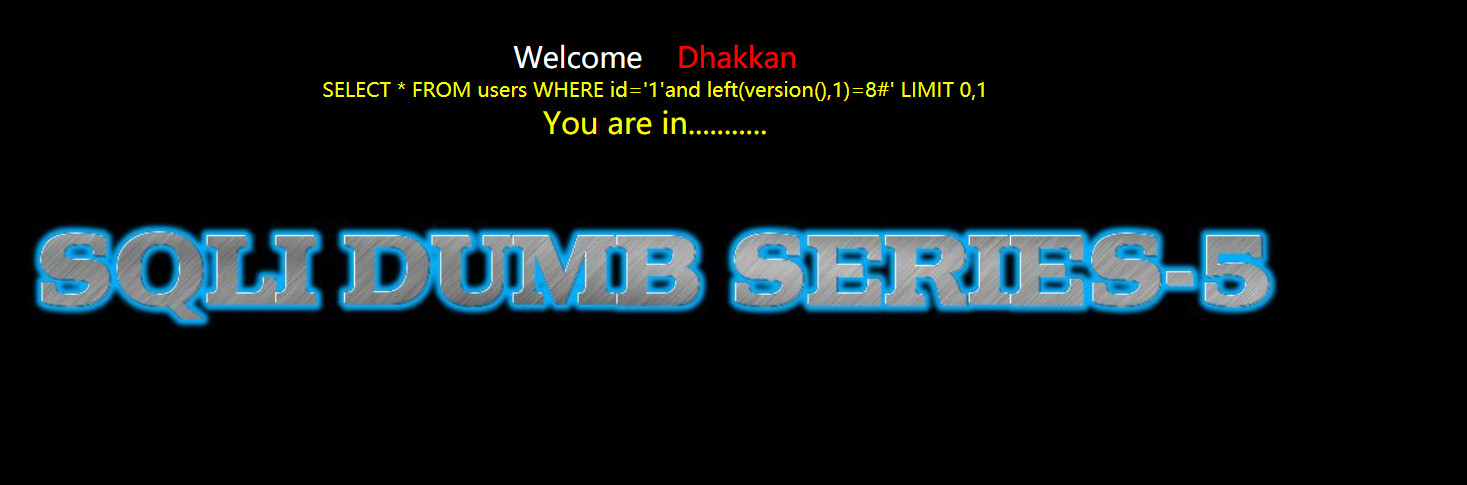 Welcome Dhakkan
SELECT * FROM users WHERE id='1'and left(version(),1)=8#' LIMIT 0,1
You are in...........
SQLI DUMB SERIES-5